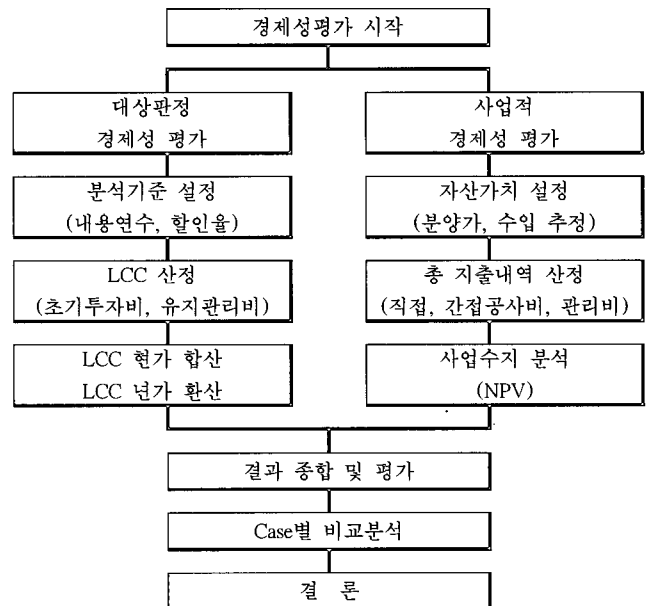 경제성평가 시작
대상판정
경제성 평가
사업적
경제성 평가
분석기준 설정
(내용연수, 할인율)
자산가치 설정
(분양가, 수입 추정)
LCC 산정
(초기투자비, 유지관리비)
총 지출내역 산정
(직접, 간접공사비, 관리비)
LCC 현가 합산
LCC 년가 환산
사업수지 분석
(NPV)
결과 종합 및 평가
Case별 비교분석
결 론